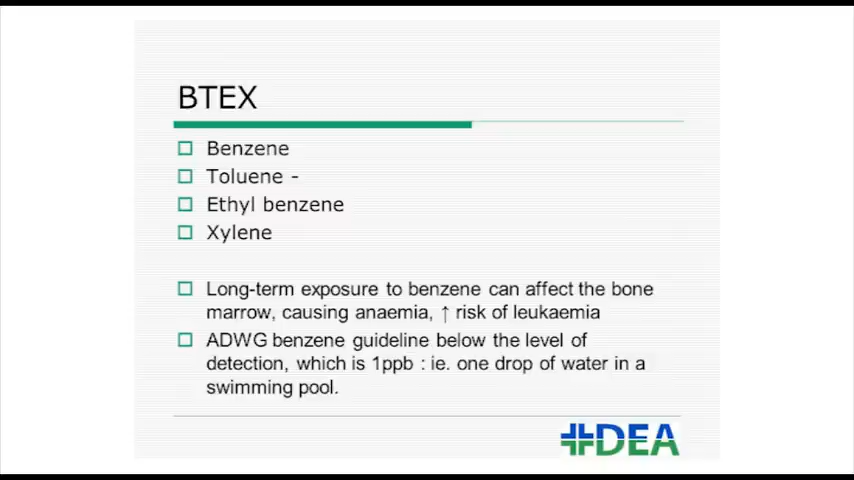 BTEX
Benzene
Toluene -
Ethyl benzene
Xylene
Long-term exposure to benzene can affect the bone
marrow, causing anaemia, ↑ risk of leukaemia
ADWG benzene guideline below the level of
detection, which is 1ppb : ie. one drop of water in a
swimming pool.
DEA